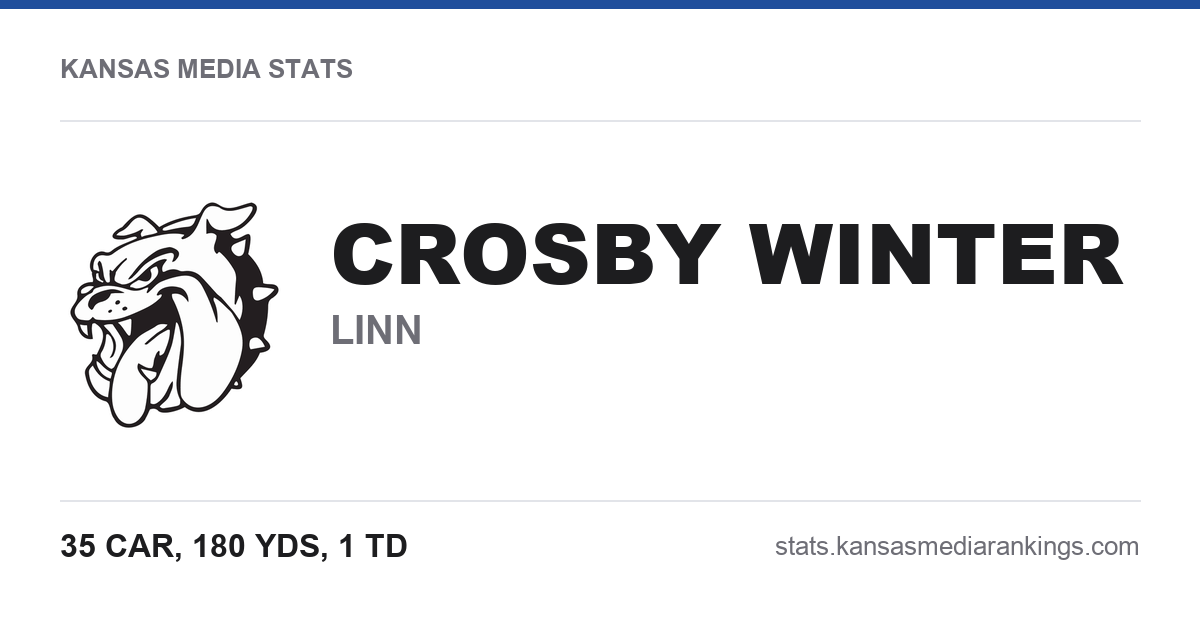 KANSAS MEDIA STATS
CROSBY WINTER
LINN
35 CAR, 180 YDS, 1 TD
stats.kansasmediarankings.com